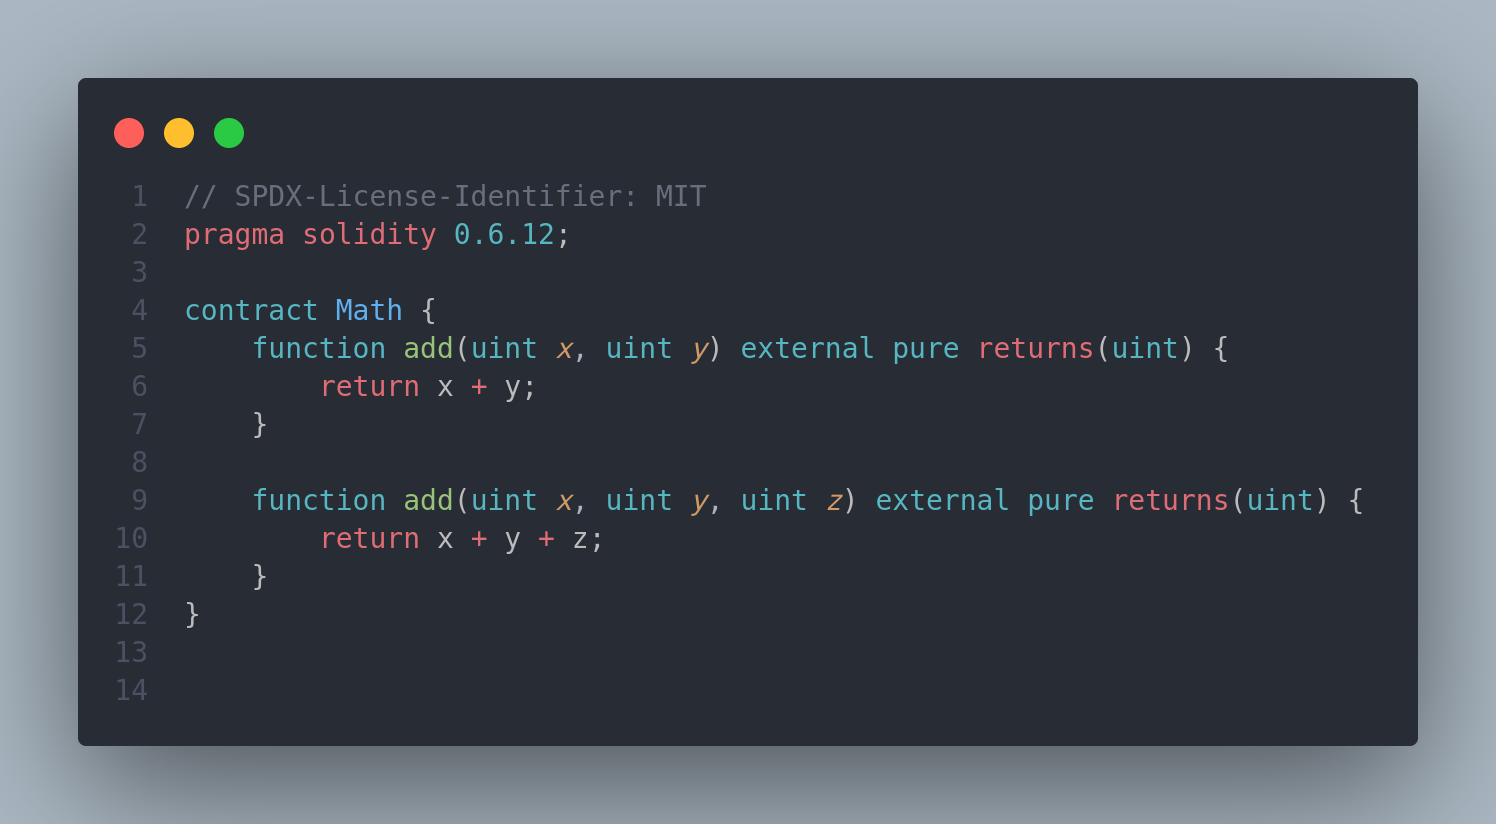 1 // SPDX-License-Identifier: MIT
2 pragma solidity 0.6.12;
3
4 contract Math {
5     function add(uint x, uint y) external pure returns(uint) {
6         return x + y;
7     }
8
9     function add(uint x, uint y, uint z) external pure returns(uint) {
10         return x + y + z;
11     }
12 }
13
14